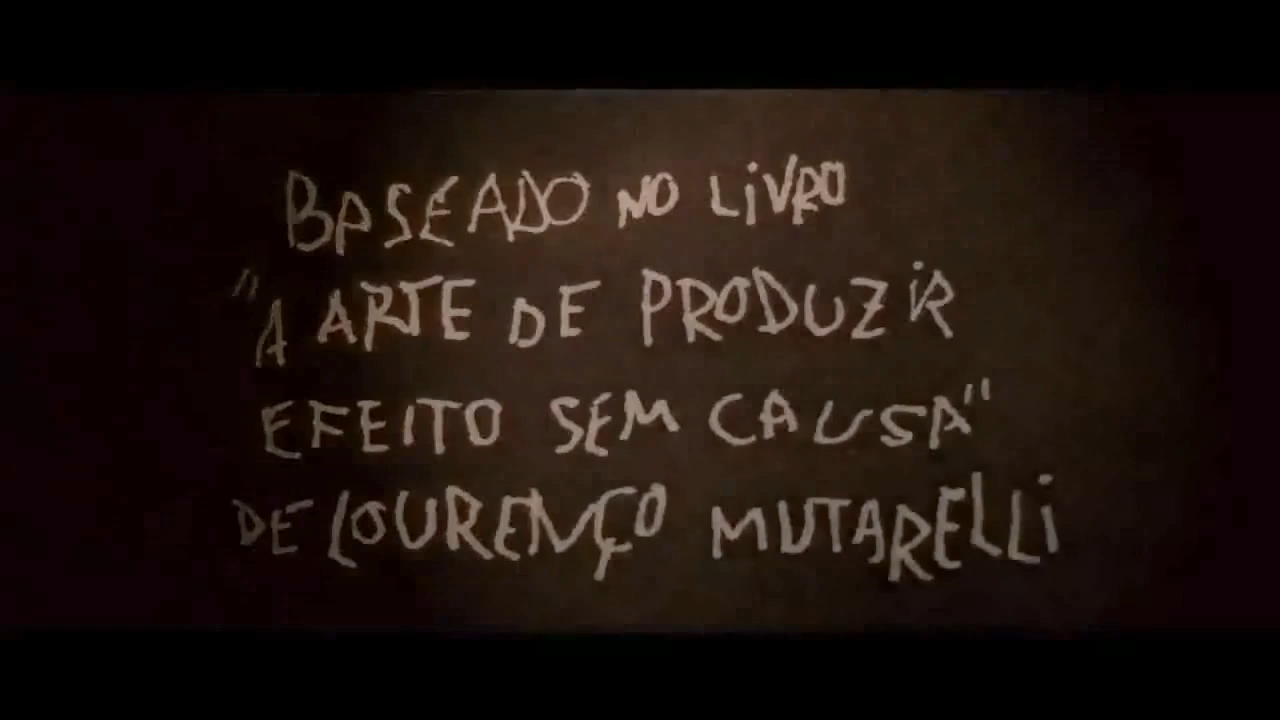 BASEADO NO LIVRO
"A ARTE DE PRODUZIR
EFEITO SEM CAUSA"
DE LOURENÇO MUTARELLI